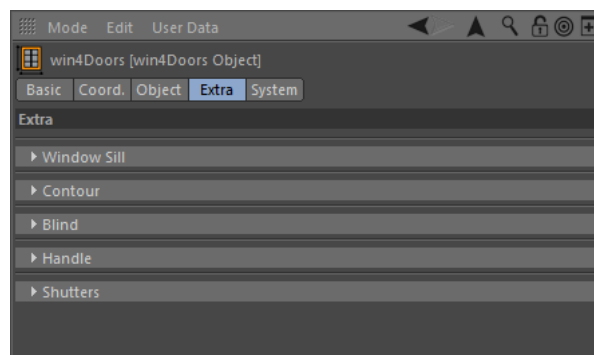 Mode Edit User Data
win4Doors [win4Doors Object]
Basic Coord. Object Extra System
Extra
Window Sill
Contour
Blind
Handle
Shutters